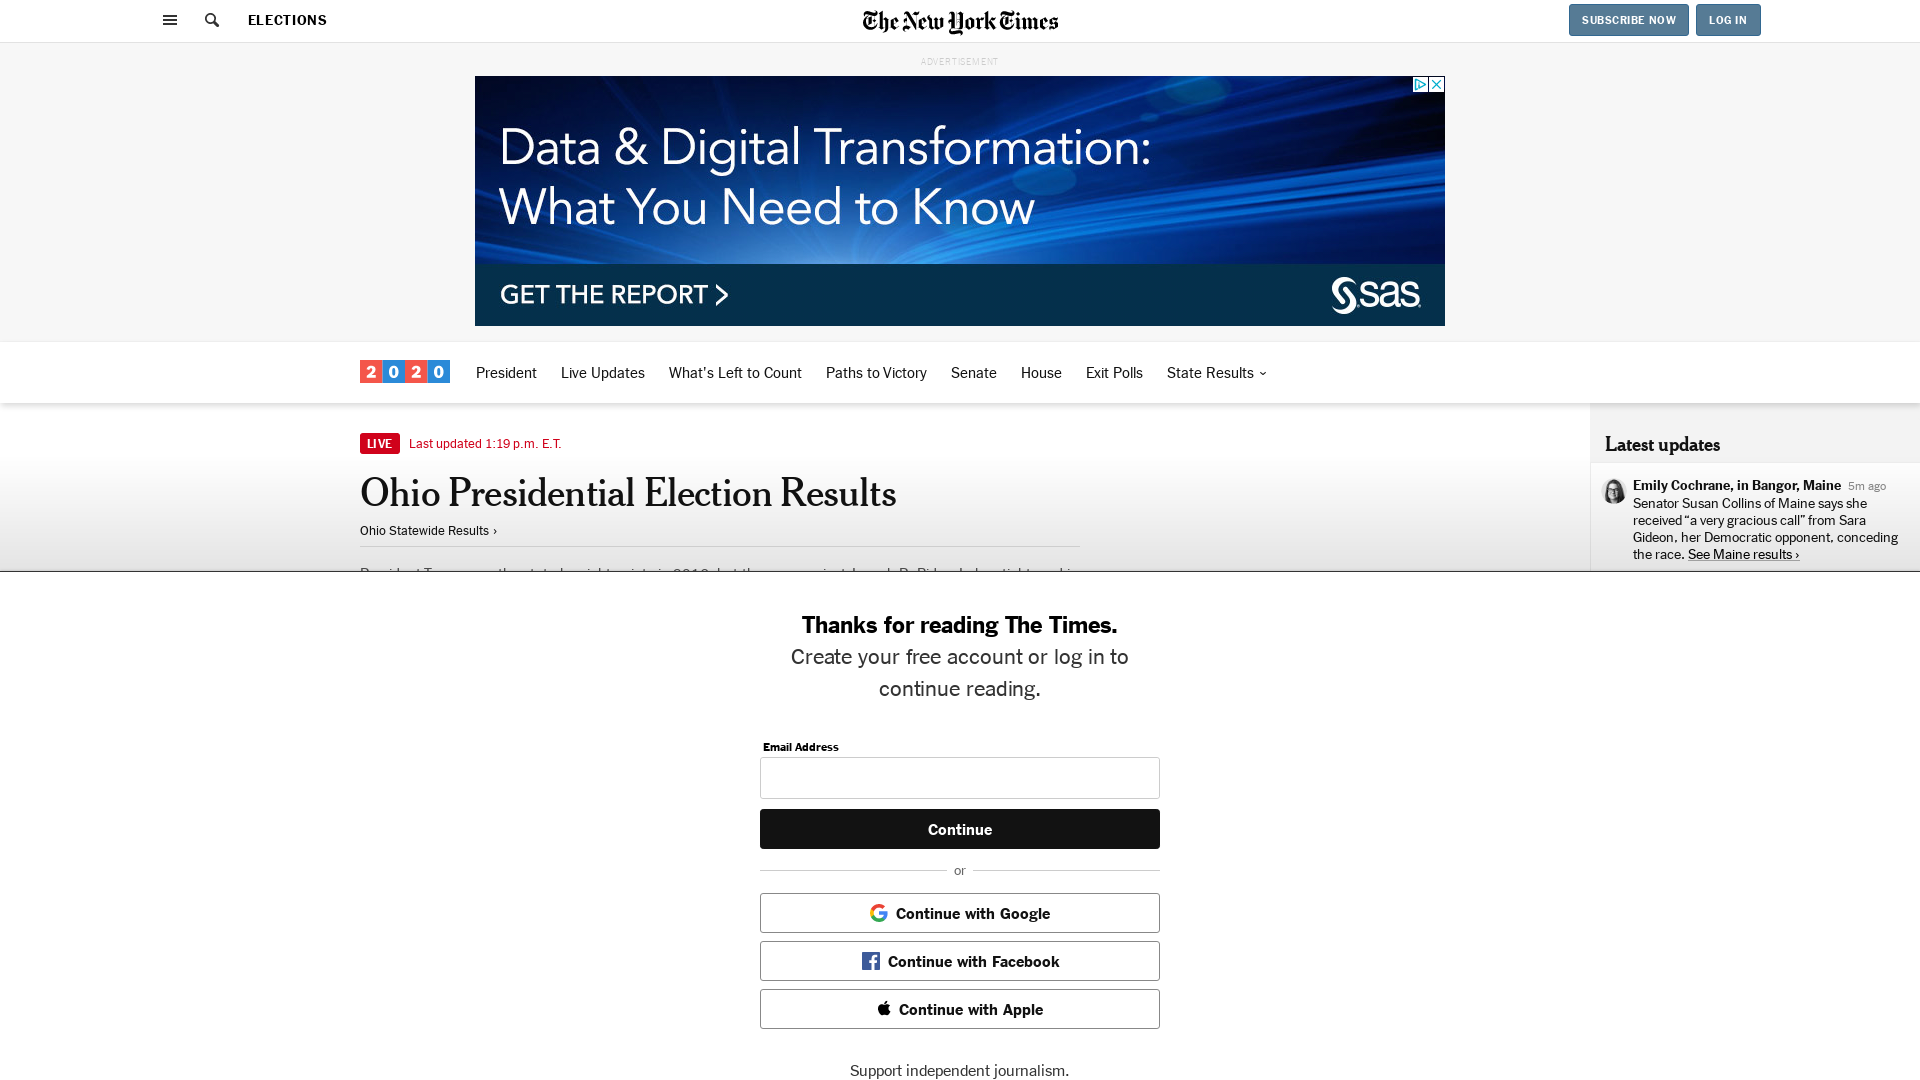 ELECTIONS
The New York Times
SUBSCRIBE NOW
LOG IN
ADVERTISEMENT
Data & Digital Transformation:
What You Need to Know
GET THE REPORT >
sas
2020
President
Live Updates
What's Left to Count
Paths to Victory
Senate
House
Exit Polls
State Results
LIVE
Last updated 1:19 p.m. E.T.
Ohio Presidential Election Results
Ohio Statewide Results ›
Latest updates
Emily Cochrane, in Bangor, Maine 5m ago
Senator Susan Collins of Maine says she
received “a very gracious call” from Sara
Gideon, her Democratic opponent, conceding
the race. See Maine results ›
Thanks for reading The Times.
Create your free account or log in to
continue reading.
Email Address
Continue
or
Continue with Google
Continue with Facebook
Continue with Apple
Support independent journalism.